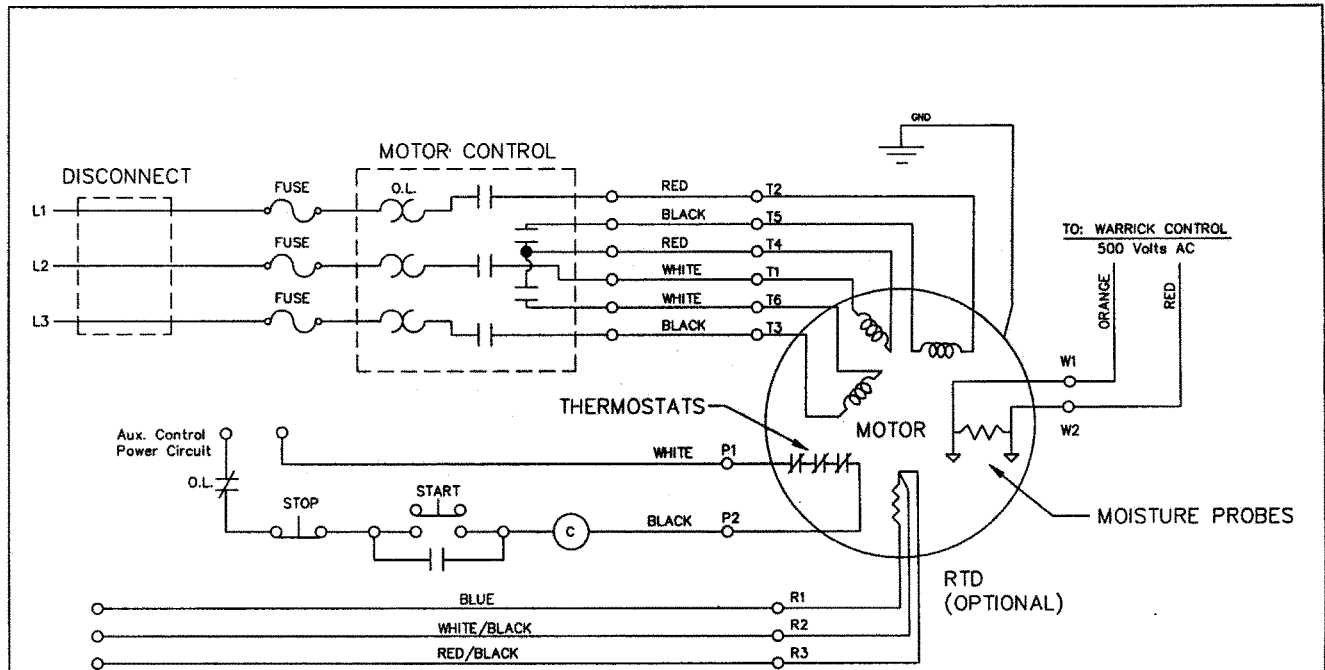 GND
MOTOR CONTROL
DISCONNECT
FUSE
O.L.
RED
T2
L1
BLACK
T5
TO: WARRICK CONTROL
500 Volts AC
FUSE
RED
T4
L2
WHITE
T1
ORANGE
RED
FUSE
WHITE
T6
L3
BLACK
T3
W1
THERMOSTATS
MOTOR
W2
Aux. Control
Power Circuit
WHITE
P1
O.L.
STOP
START
BLACK
P2
C
MOISTURE PROBES
RTD
(OPTIONAL)
BLUE
R1
WHITE/BLACK
R2
RED/BLACK
R3